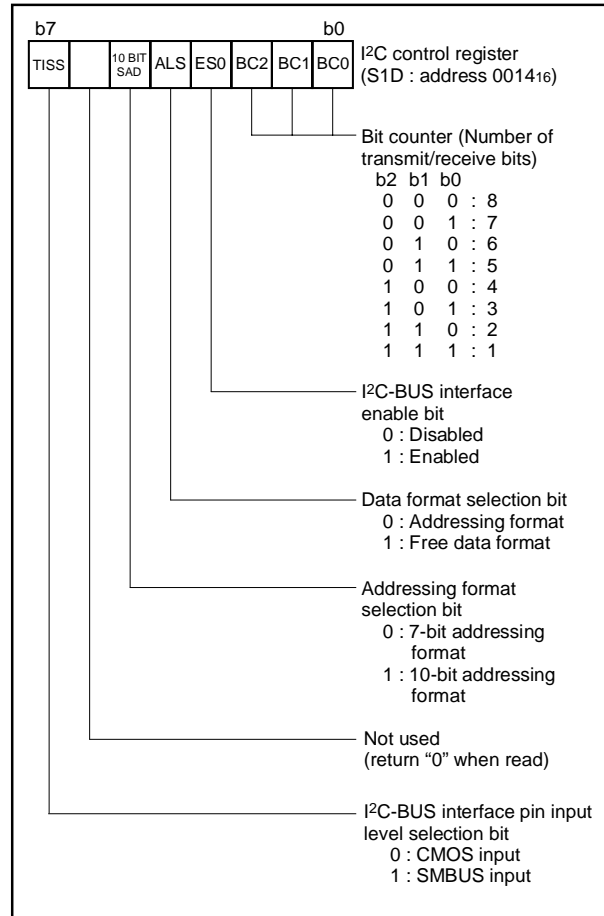 b7 b0
TISS 10 BIT SAD ALS ES0 BC2 BC1 BC0
I2C control register
(S1D : address 001416)
Bit counter (Number of
transmit/receive bits)
b2 b1 b0
0 0 0 : 8
0 0 1 : 7
0 1 0 : 6
0 1 1 : 5
1 0 0 : 4
1 0 1 : 3
1 1 0 : 2
1 1 1 : 1
I2C-BUS interface
enable bit
0 : Disabled
1 : Enabled
Data format selection bit
0 : Addressing format
1 : Free data format
Addressing format
selection bit
0 : 7-bit addressing
format
1 : 10-bit addressing
format
Not used
(return “0” when read)
I2C-BUS interface pin input
level selection bit
0 : CMOS input
1 : SMBUS input